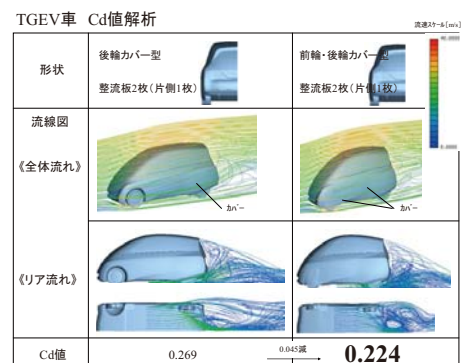 TGEV車 Cd値解析
流速スケール[m/s]
形状
後輪カバー型
整流板2枚(片側1枚)
前輪・後輪カバー型
整流板2枚(片側1枚)
流線図
《全体流れ》
カバー
カバー
《リア流れ》
Cd値
0.269
0.045減
0.224